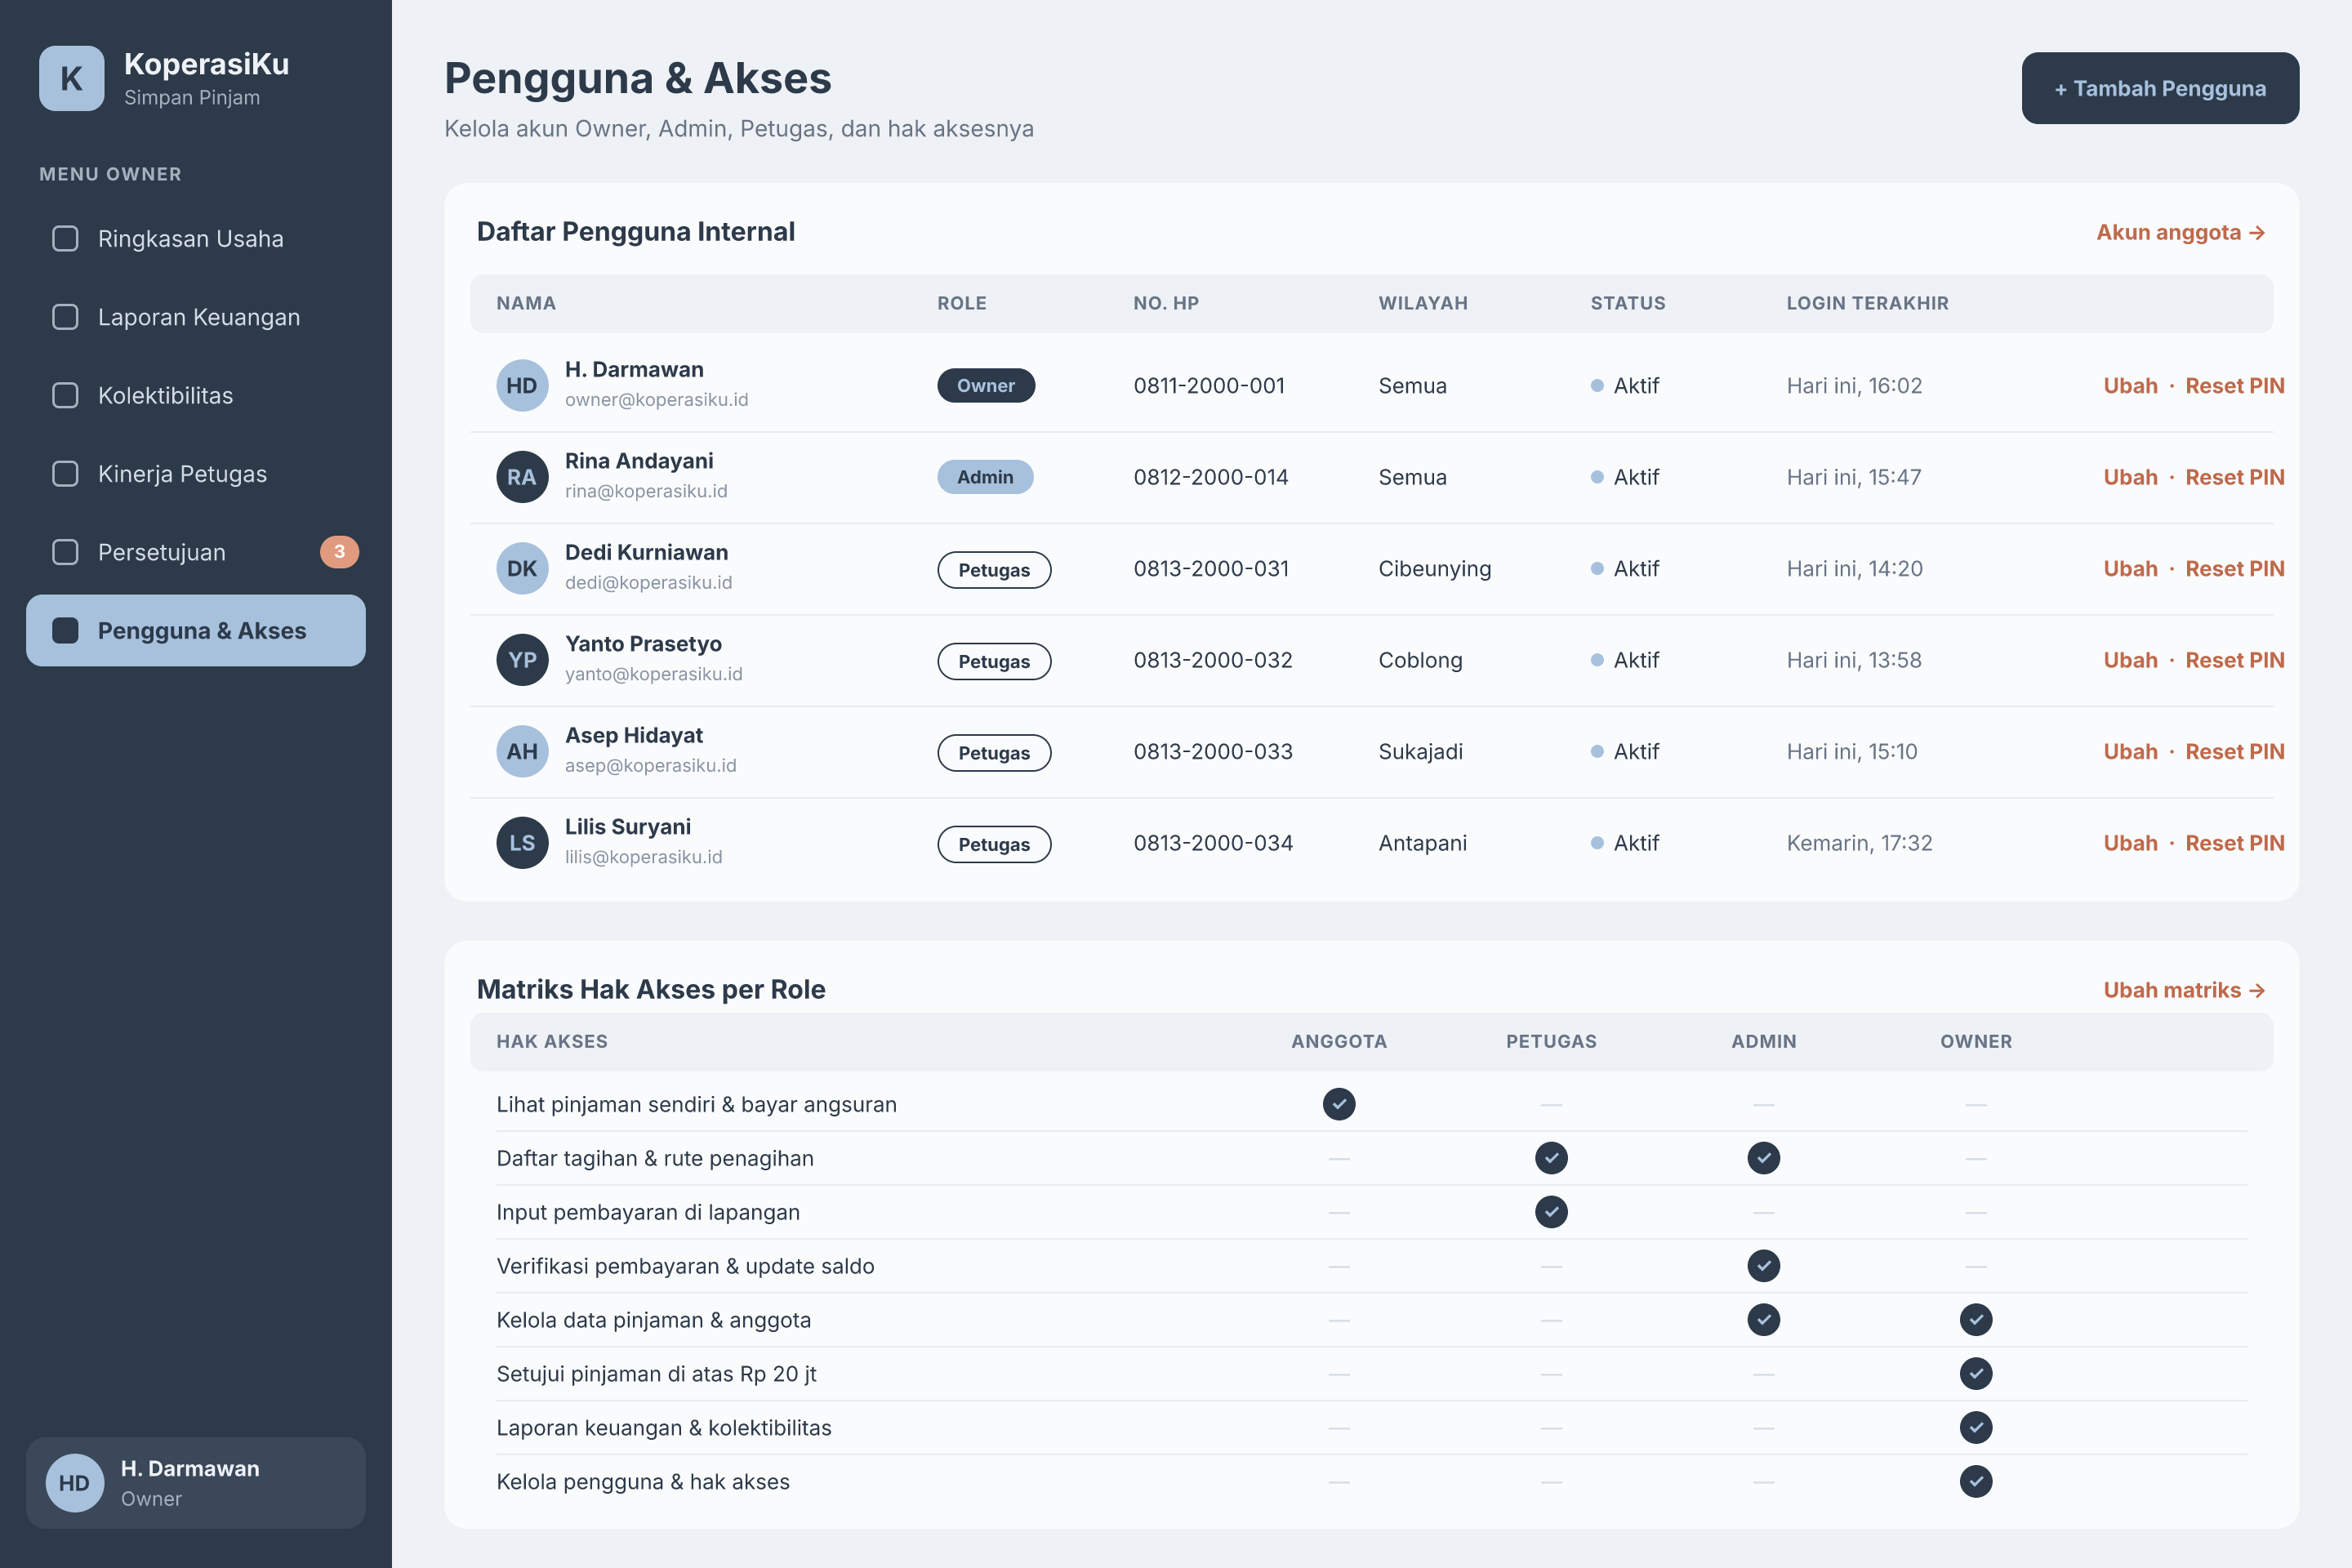 K
KoperasiKu
Simpan Pinjam
MENU OWNER
Ringkasan Usaha
Laporan Keuangan
Kolektibilitas
Kinerja Petugas
Persetujuan 3
Pengguna & Akses
HD
H. Darmawan
Owner
Pengguna & Akses
Kelola akun Owner, Admin, Petugas, dan hak aksesnya
+ Tambah Pengguna
Daftar Pengguna Internal
Akun anggota →
NAMA ROLE NO. HP WILAYAH STATUS LOGIN TERAKHIR
HD H. Darmawan
owner@koperasiku.id
Owner 0811-2000-001 Semua Aktif Hari ini, 16:02 Ubah · Reset PIN
RA Rina Andayani
rina@koperasiku.id
Admin 0812-2000-014 Semua Aktif Hari ini, 15:47 Ubah · Reset PIN
DK Dedi Kurniawan
dedi@koperasiku.id
Petugas 0813-2000-031 Cibeunying Aktif Hari ini, 14:20 Ubah · Reset PIN
YP Yanto Prasetyo
yanto@koperasiku.id
Petugas 0813-2000-032 Coblong Aktif Hari ini, 13:58 Ubah · Reset PIN
AH Asep Hidayat
asep@koperasiku.id
Petugas 0813-2000-033 Sukajadi Aktif Hari ini, 15:10 Ubah · Reset PIN
LS Lilis Suryani
lilis@koperasiku.id
Petugas 0813-2000-034 Antapani Aktif Kemarin, 17:32 Ubah · Reset PIN
Matriks Hak Akses per Role
Ubah matriks →
HAK AKSES ANGGOTA PETUGAS ADMIN OWNER
Lihat pinjaman sendiri & bayar angsuran ✓ — — —
Daftar tagihan & rute penagihan — ✓ ✓ —
Input pembayaran di lapangan — ✓ — —
Verifikasi pembayaran & update saldo — — ✓ —
Kelola data pinjaman & anggota — — ✓ ✓
Setujui pinjaman di atas Rp 20 jt — — — ✓
Laporan keuangan & kolektibilitas — — — ✓
Kelola pengguna & hak akses — — — ✓